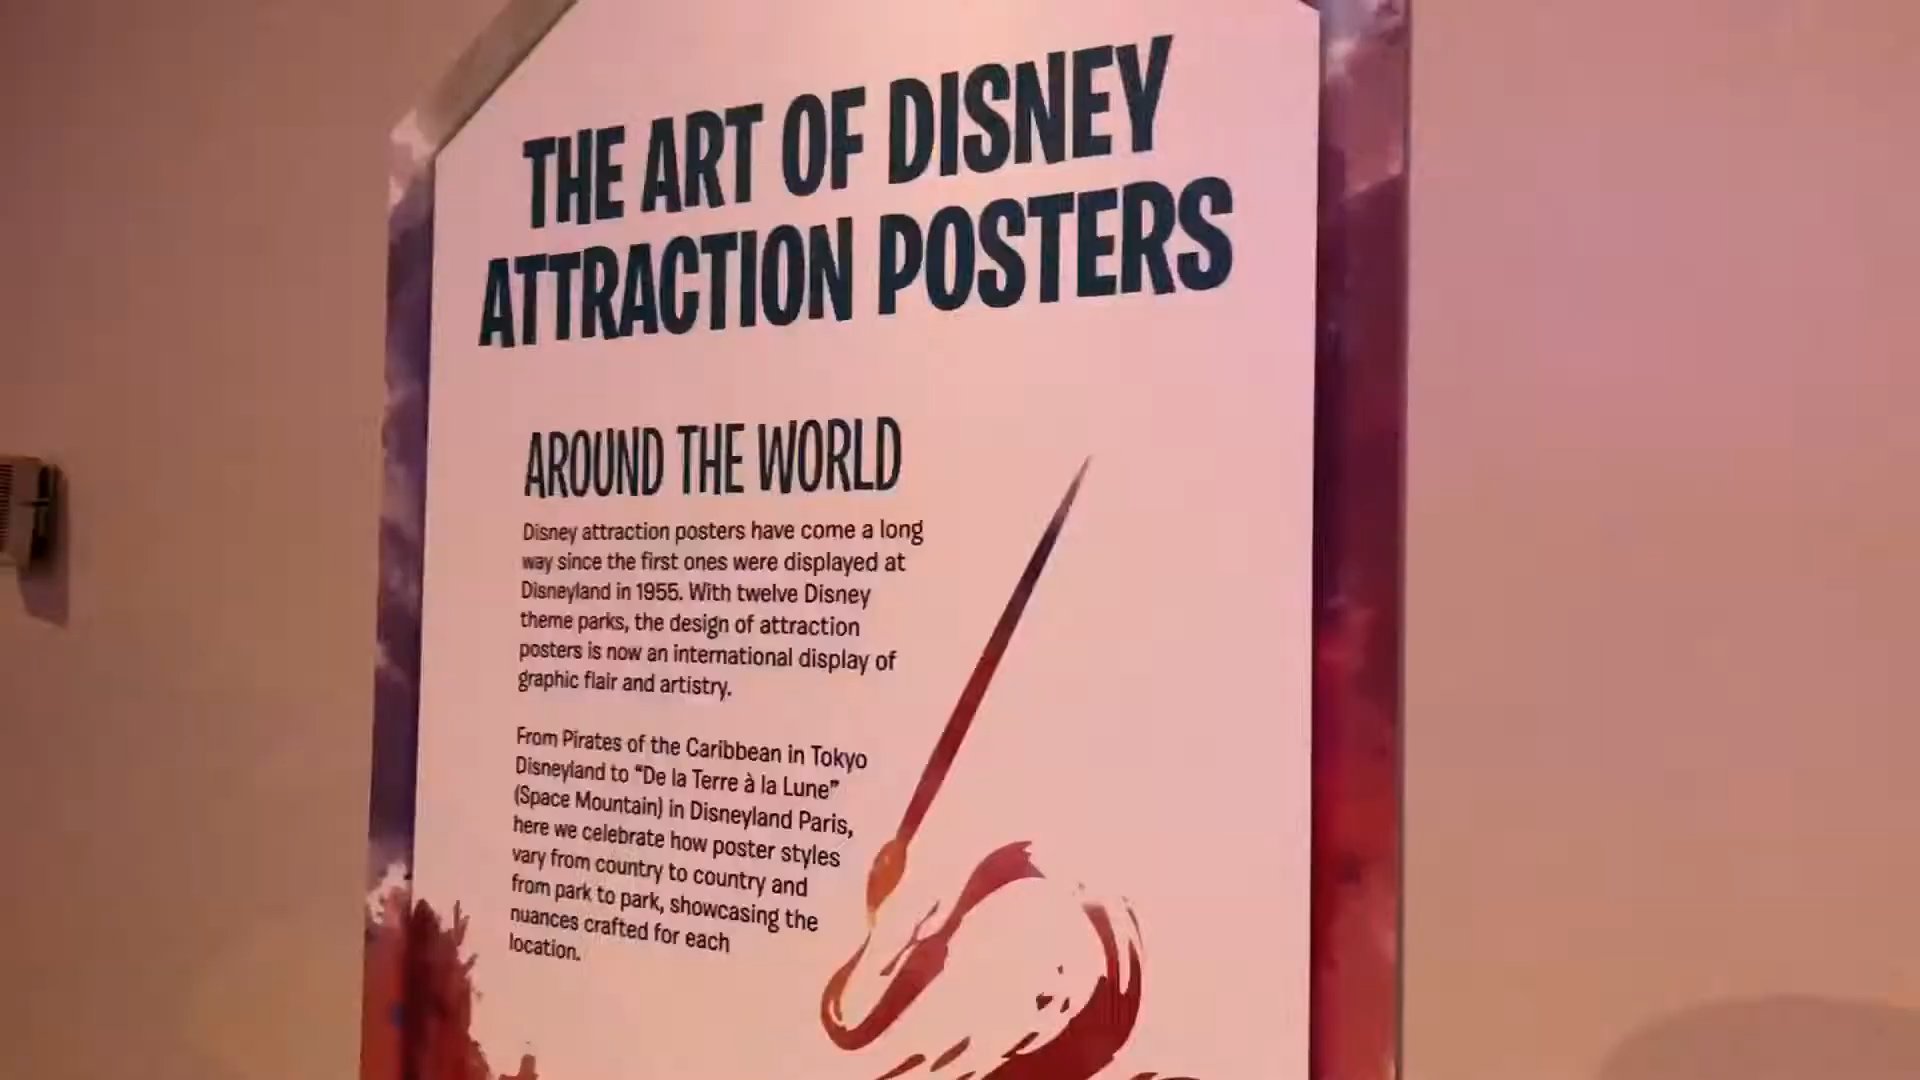 THE ART OF DISNEY
ATTRACTION POSTERS
AROUND THE WORLD
Disney attraction posters have come a long
way since the first ones were displayed at
Disneyland in 1955. With twelve Disney
theme parks, the design of attraction
posters is now an international display of
graphic flair and artistry.
From Pirates of the Caribbean in Tokyo
Disneyland to “De la Terre à la Lune”
(Space Mountain) in Disneyland Paris,
here we celebrate how poster styles
vary from country to country and
from park to park, showcasing the
nuances crafted for each
location.